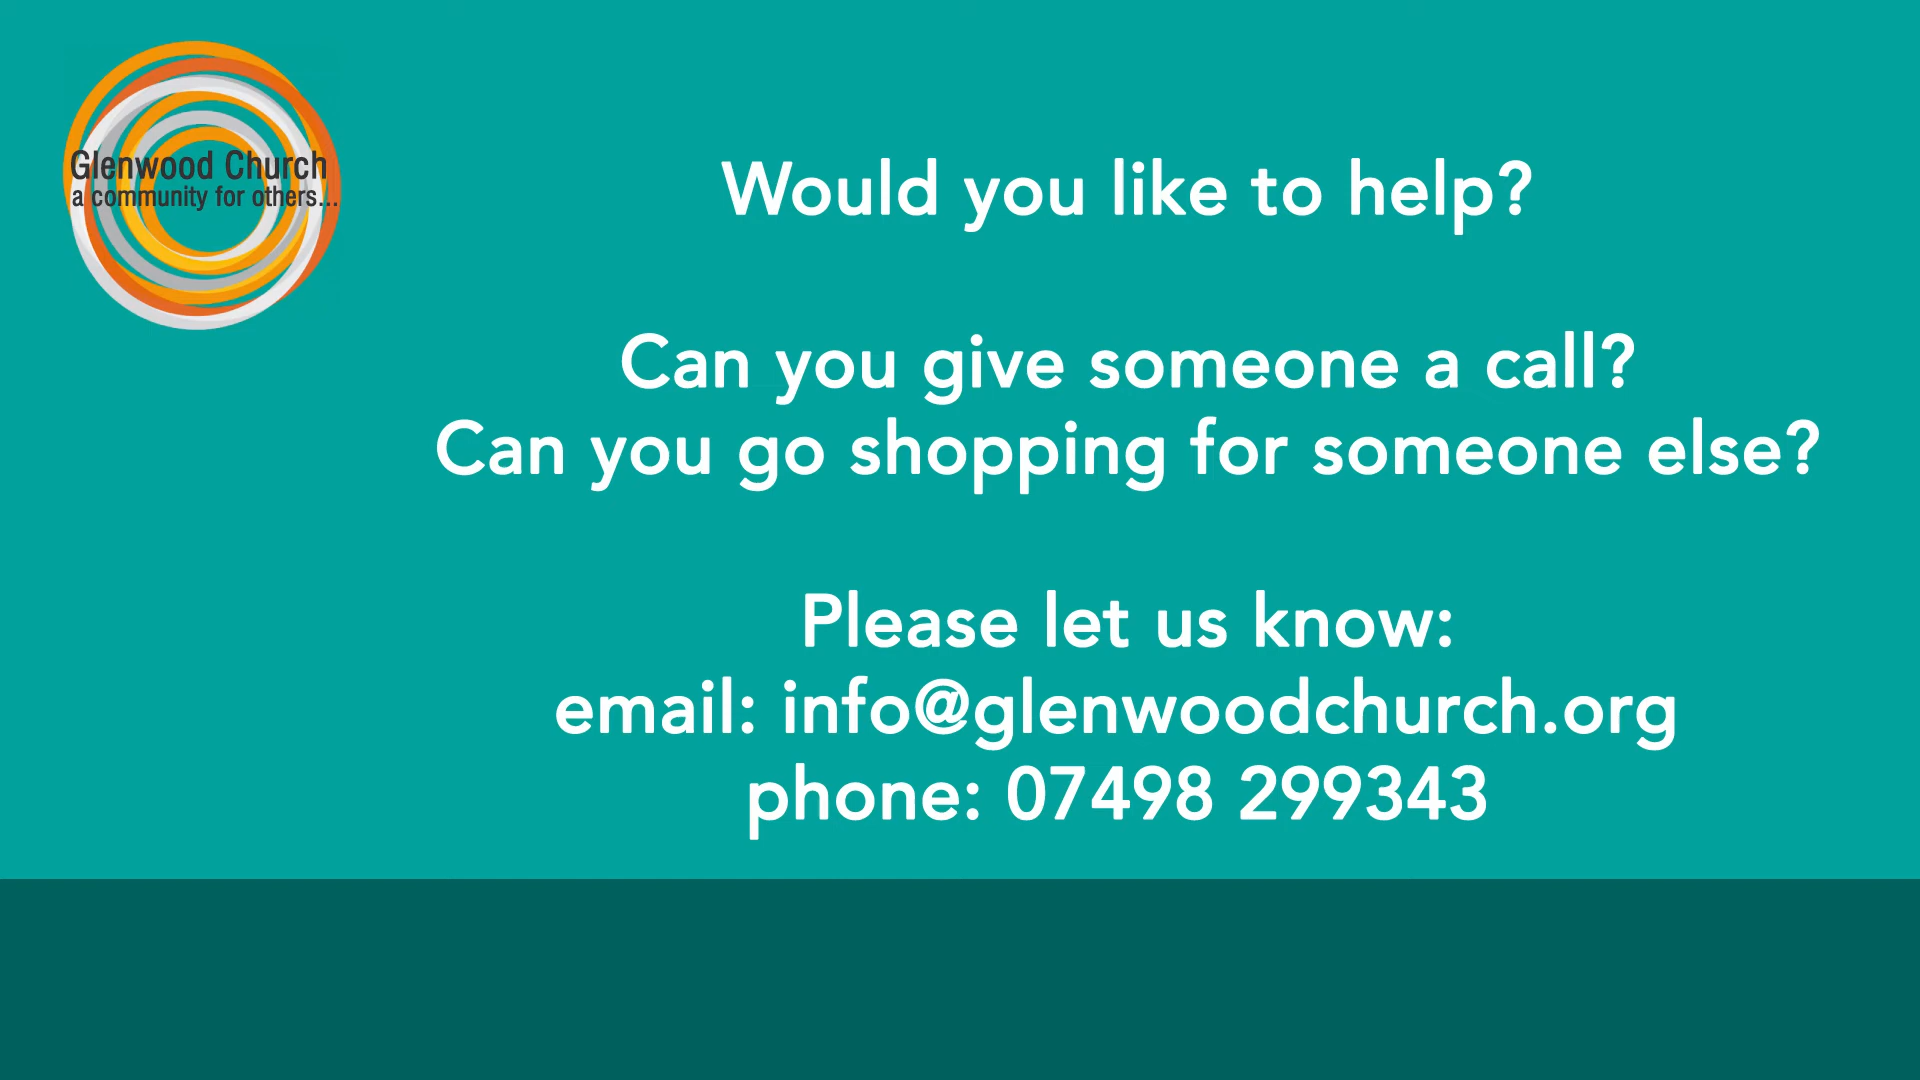 Glenwood Church
a community for others...
Would you like to help?
Can you give someone a call?
Can you go shopping for someone else?
Please let us know:
email: info@glenwoodchurch.org
phone: 07498 299343